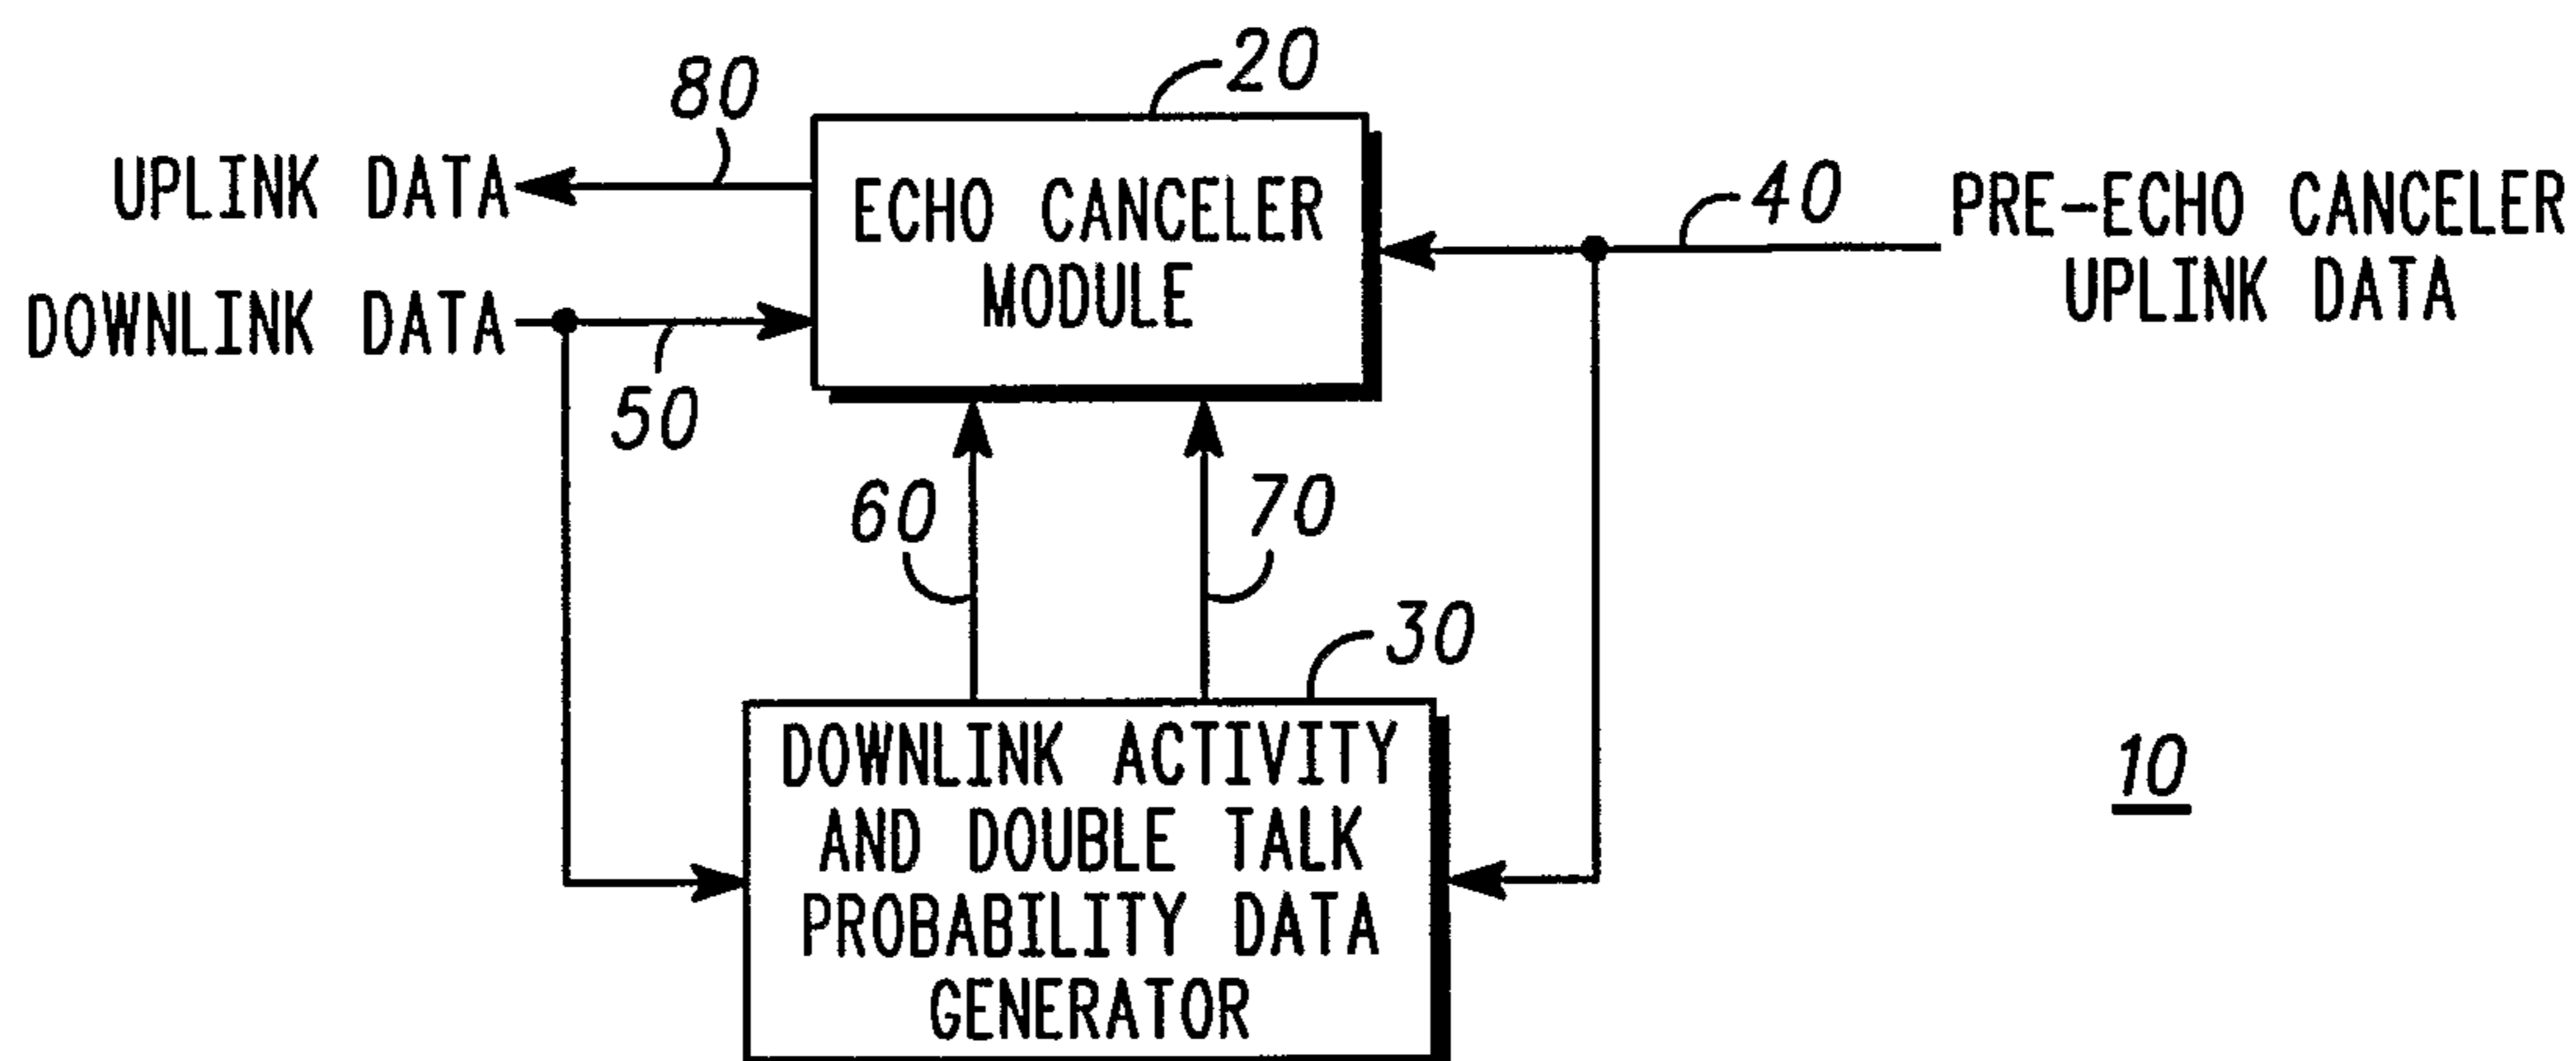 20
80
UPLINK DATA
ECHO CANCELER
MODULE
40
PRE-ECHO CANCELER
UPLINK DATA
DOWNLINK DATA
50
60
70
30
DOWNLINK ACTIVITY
AND DOUBLE TALK
PROBABILITY DATA
GENERATOR
10